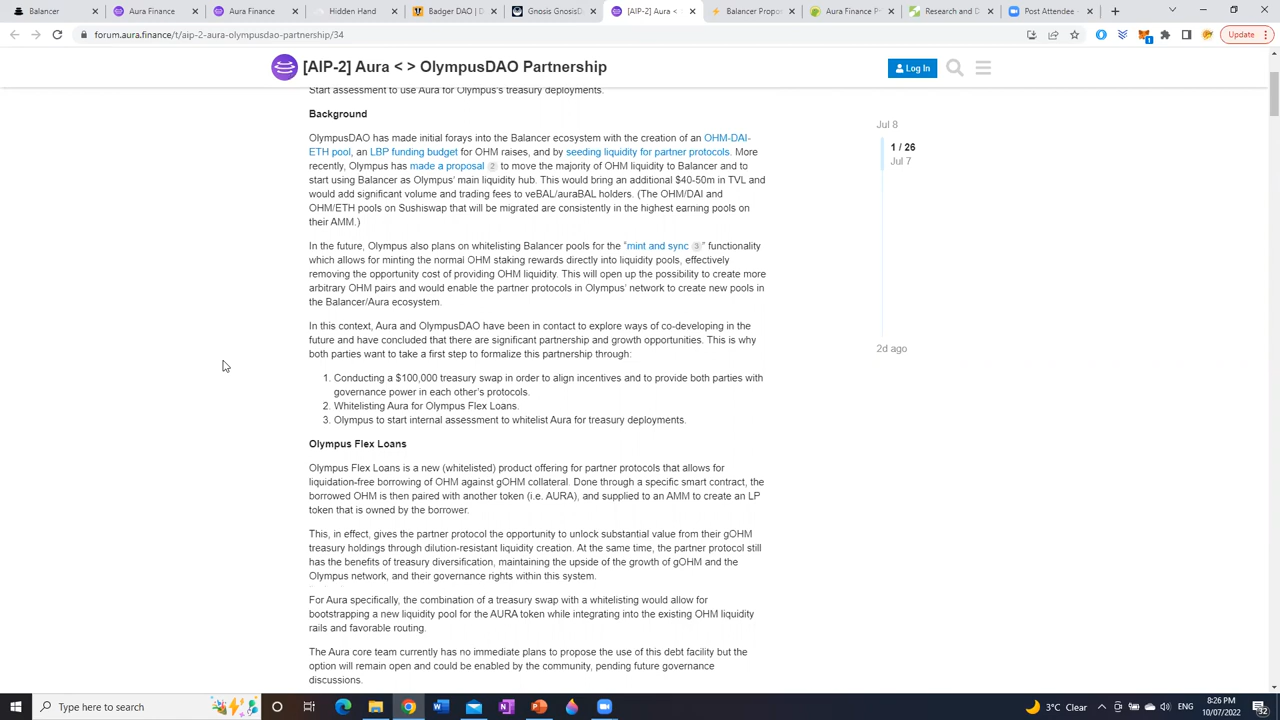 Balancer
Aura Finance
Aura Finance
Badger DAO | D
Gnosis GnosisDa
[AIP-2] Aura <
Balancer Propo
Aura Finance P
Research and D
Post Attendee -
forum.aura.finance/t/aip-2-aura-olympusdao-partnership/34
1
Update
[AIP-2] Aura < > OlympusDAO Partnership
Log In
Start assessment to use Aura for Olympus's treasury deployments.
Background
OlympusDAO has made initial forays into the Balancer ecosystem with the creation of an OHM-DAI-
ETH pool, an LBP funding budget for OHM raises, and by seeding liquidity for partner protocols. More
recently, Olympus has made a proposal 2 to move the majority of OHM liquidity to Balancer and to
start using Balancer as Olympus' main liquidity hub. This would bring an additional $40-50m in TVL and
would add significant volume and trading fees to veBAL/auraBAL holders. (The OHM/DAI and
OHM/ETH pools on Sushiswap that will be migrated are consistently in the highest earning pools on
their AMM.)
In the future, Olympus also plans on whitelisting Balancer pools for the “mint and sync 3 ” functionality
which allows for minting the normal OHM staking rewards directly into liquidity pools, effectively
removing the opportunity cost of providing OHM liquidity. This will open up the possibility to create more
arbitrary OHM pairs and would enable the partner protocols in Olympus' network to create new pools in
the Balancer/Aura ecosystem.
In this context, Aura and OlympusDAO have been in contact to explore ways of co-developing in the
future and have concluded that there are significant partnership and growth opportunities. This is why
both parties want to take a first step to formalize this partnership through:
1. Conducting a $100,000 treasury swap in order to align incentives and to provide both parties with
governance power in each other's protocols.
2. Whitelisting Aura for Olympus Flex Loans.
3. Olympus to start internal assessment to whitelist Aura for treasury deployments.
Olympus Flex Loans
Olympus Flex Loans is a new (whitelisted) product offering for partner protocols that allows for
liquidation-free borrowing of OHM against gOHM collateral. Done through a specific smart contract, the
borrowed OHM is then paired with another token (i.e. AURA), and supplied to an AMM to create an LP
token that is owned by the borrower.
This, in effect, gives the partner protocol the opportunity to unlock substantial value from their gOHM
treasury holdings through dilution-resistant liquidity creation. At the same time, the partner protocol still
has the benefits of treasury diversification, maintaining the upside of the growth of gOHM and the
Olympus network, and their governance rights within this system.
For Aura specifically, the combination of a treasury swap with a whitelisting would allow for
bootstrapping a new liquidity pool for the AURA token while integrating into the existing OHM liquidity
rails and favorable routing.
The Aura core team currently has no immediate plans to propose the use of this debt facility but the
option will remain open and could be enabled by the community, pending future governance
discussions.
Jul 8
1 / 26
Jul 7
2d ago
Type here to search
3°C Clear
8:26 PM
10/07/2022
32